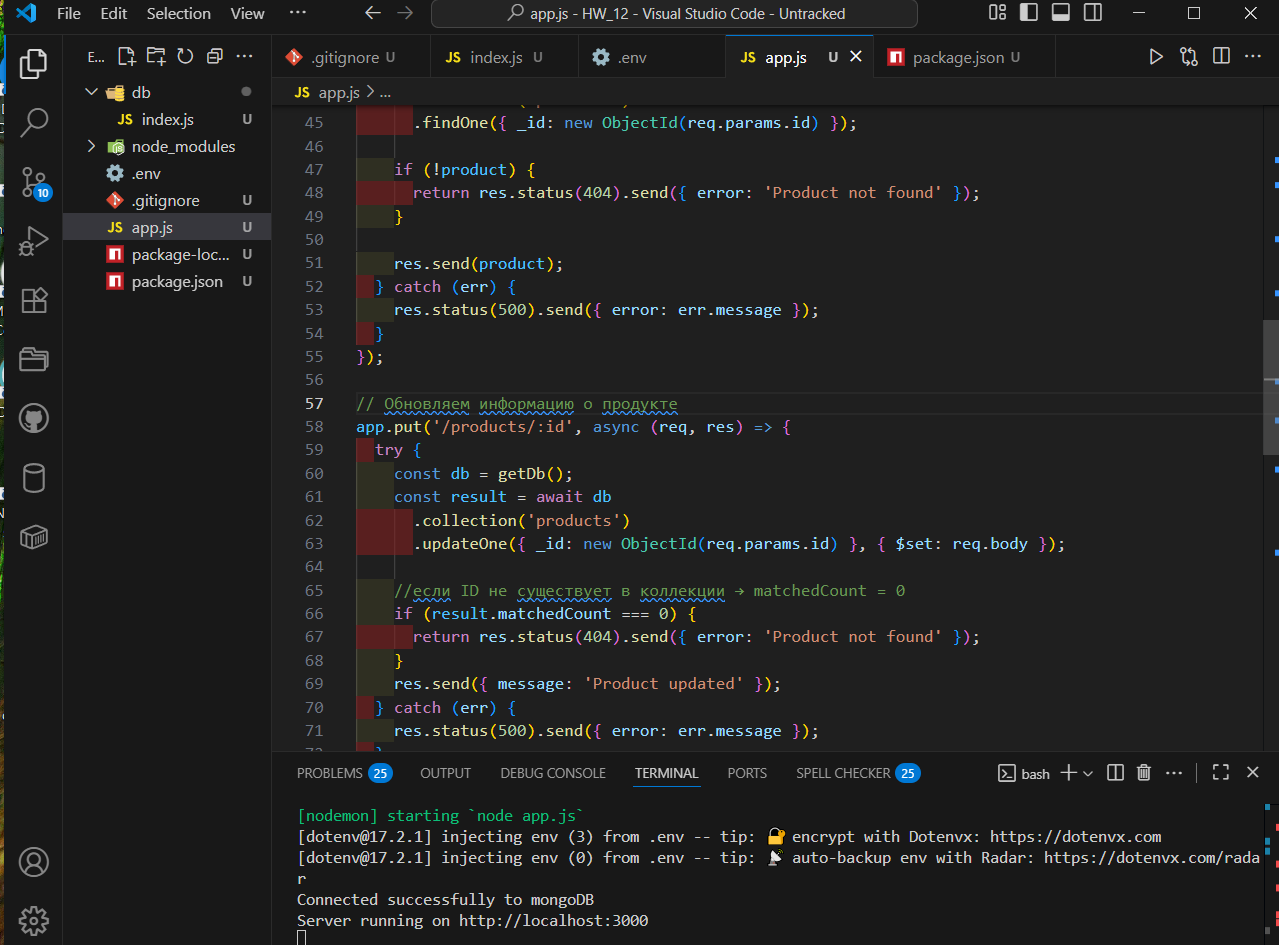 File Edit Selection View ··· app.js - HW_12 - Visual Studio Code - Untracked
E... ···
.gitignore U JS index.js U .env JS app.js U package.json U ···
JS app.js > ...
db
JS index.js U
node_modules
.env
.gitignore U
JS app.js U
package-loc... U
package.json U
10
45 .findOne({ _id: new ObjectId(req.params.id) });
46
47 if (!product) {
48 return res.status(404).send({ error: 'Product not found' });
49 }
50
51 res.send(product);
52 } catch (err) {
53 res.status(500).send({ error: err.message });
54 }
55 });
56
57 // Обновляем информацию о продукте
58 app.put('/products/:id', async (req, res) => {
59 try {
60 const db = getDb();
61 const result = await db
62 .collection('products')
63 .updateOne({ _id: new ObjectId(req.params.id) }, { $set: req.body });
64
65 //если ID не существует в коллекции → matchedCount = 0
66 if (result.matchedCount === 0) {
67 return res.status(404).send({ error: 'Product not found' });
68 }
69 res.send({ message: 'Product updated' });
70 } catch (err) {
71 res.status(500).send({ error: err.message });
PROBLEMS 25 OUTPUT DEBUG CONSOLE TERMINAL PORTS SPELL CHECKER 25 bash ···
[nodemon] starting `node app.js`
[dotenv@17.2.1] injecting env (3) from .env -- tip: 🔐 encrypt with Dotenvx: https://dotenvx.com
[dotenv@17.2.1] injecting env (0) from .env -- tip: 📡 auto-backup env with Radar: https://dotenvx.com/rada
r
Connected successfully to mongoDB
Server running on http://localhost:3000